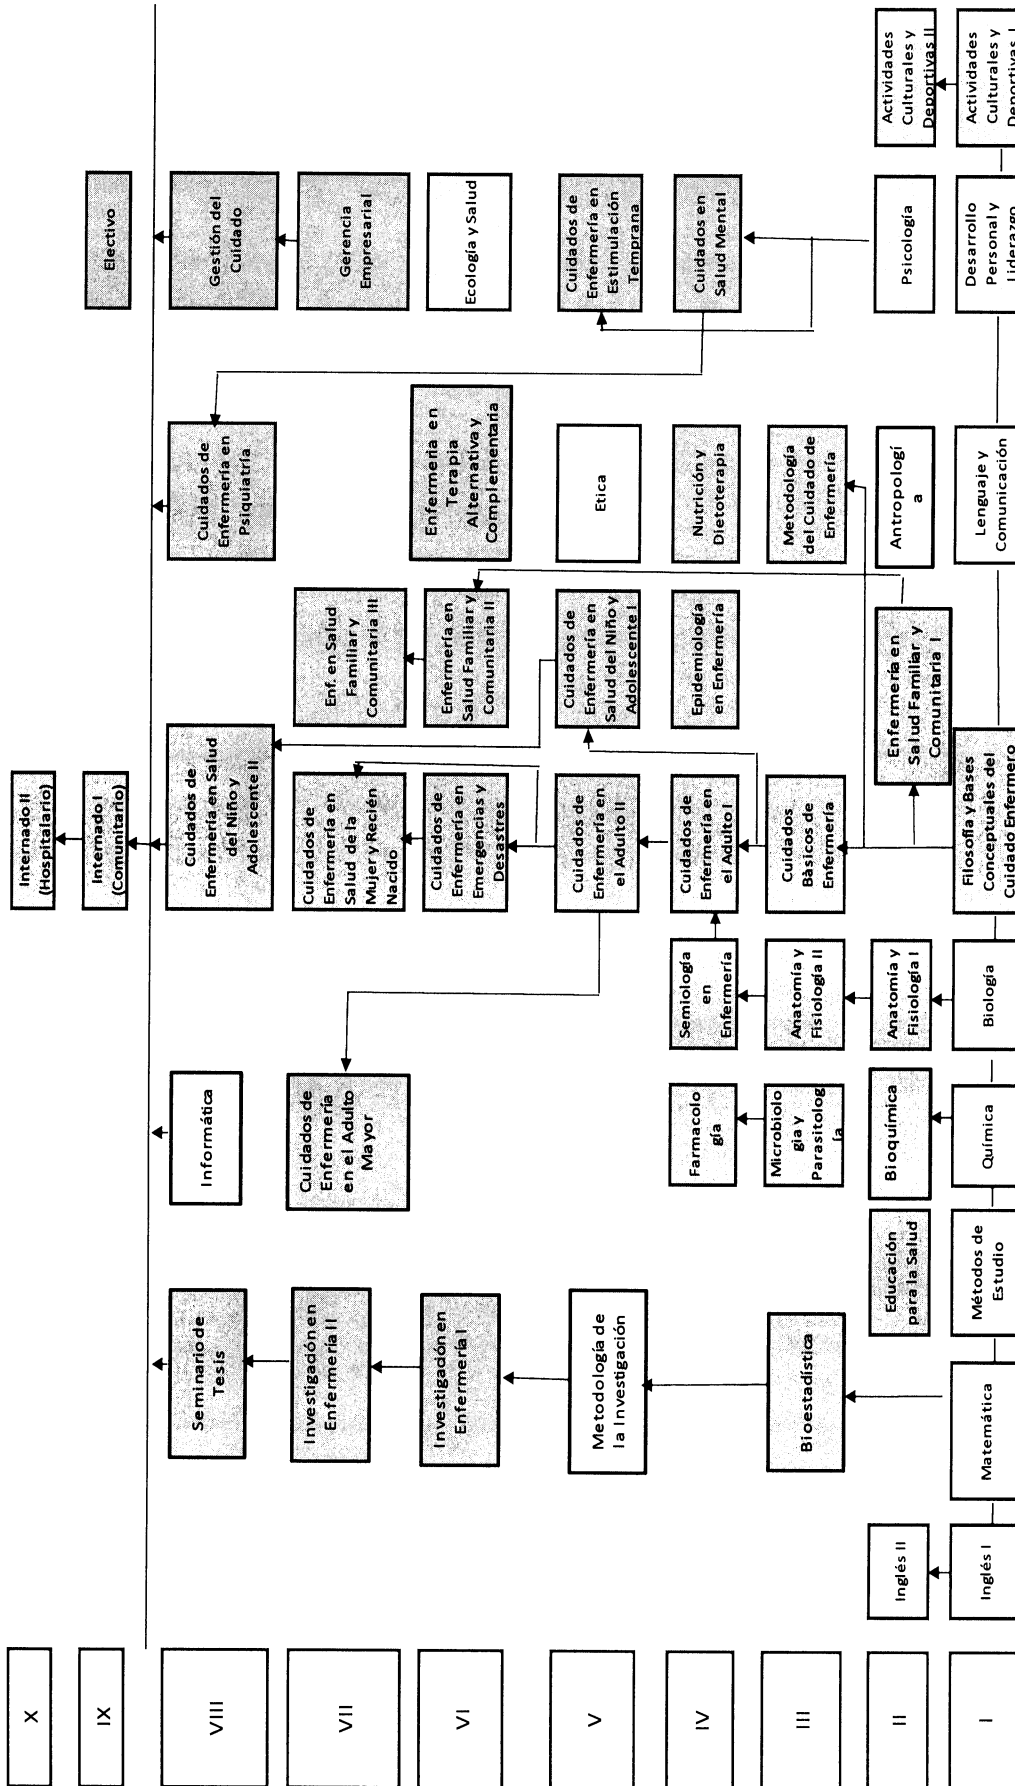 X
Internado II
(Hospitalario)
IX
Internado I
(Comunitario)
Electivo
VIII
Seminario de
Tesis
Informática
Cuidados de
Enfermería en Salud
del Niño y
Adolescente II
Cuidados de
Enfermería en
Psiquiatría
Gestión del
Cuidado
VII
Investigación en
Enfermería II
Cuidados de
Enfermería
en el Adulto
Mayor
Cuidados de
Enfermería en
Salud de la
Mujer y Recién
Nacido
Enf. en Salud
Familiar y
Comunitaria III
Gerencia
Empresarial
VI
Investigación en
Enfermería I
Cuidados de
Enfermería en
Emergencias y
Desastres
Enfermería en
Salud Familiar y
Comunitaria II
Enfermería en
Terapia
Alternativa y
Complementaria
Ecología y Salud
V
Metodología de
la Investigación
Cuidados de
Enfermería en
el Adulto II
Cuidados de
Enfermería en
Salud del Niño y
Adolescente I
Etica
Cuidados de
Enfermería en
Estimulación
Temprana
IV
Farmacolo
gía
Semiología
en
Enfermería
Cuidados de
Enfermería en
el Adulto I
Epidemiología
en Enfermería
Nutrición y
Dietoterapia
Cuidados en
Salud Mental
III
Bioestadística
Microbiolo
gia y
Parasitolog
ía
Anatomía y
Fisiología II
Cuidados
Bàsicos de
Enfermería
Metodología
del Cuidado de
Enfermería
II
Inglés II
Educación
para la Salud
Bioquímica
Anatomía y
Fisiología I
Enfermería en
Salud Familiar y
Comunitaria I
Antropologí
a
Psicología
Actividades
Culturales y
Deportivas II
I
Inglés I
Matemática
Métodos de
Estudio
Química
Biología
Filosofía y Bases
Conceptuales del
Cuidado Enfermero
Lenguaje y
Comunicación
Desarrollo
Personal y
Liderazgo
Actividades
Culturales y
Deportivas I